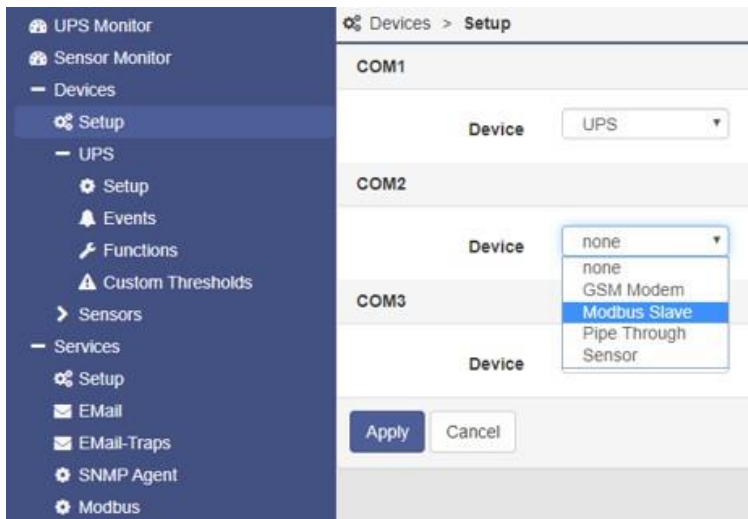 UPS Monitor
Sensor Monitor
Devices
Setup
UPS
Setup
Events
Functions
Custom Thresholds
Sensors
Services
Setup
EMail
EMail-Traps
SNMP Agent
Modbus
Devices > Setup
COM1
Device UPS
COM2
Device none
none
GSM Modem
Modbus Slave
Pipe Through
Sensor
COM3
Device
Apply Cancel